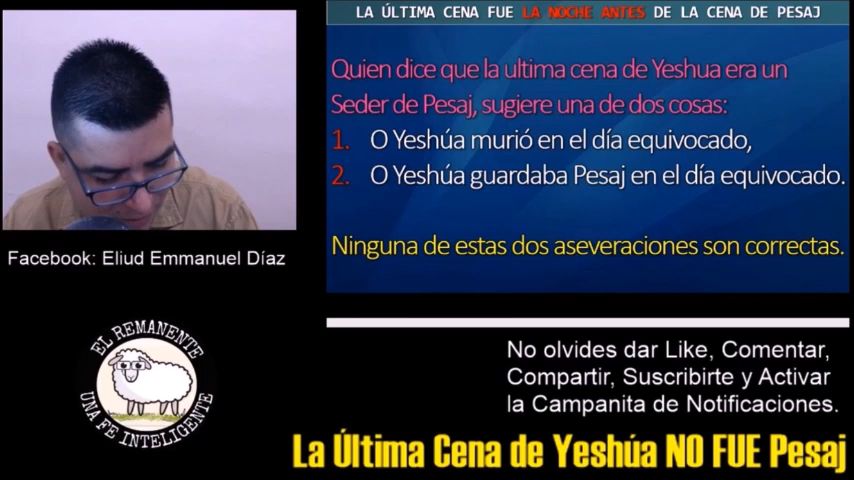 LA ÚLTIMA CENA FUE LA NOCHE ANTES DE LA CENA DE PESAJ
Quien dice que la ultima cena de Yeshua era un
Seder de Pesaj, sugiere una de dos cosas:
1. O Yeshúa murió en el día equivocado,
2. O Yeshúa guardaba Pesaj en el día equivocado.
Ninguna de estas dos aseveraciones son correctas.
Facebook: Eliud Emmanuel Díaz
EL REMANENTE
UNA FE INTELIGENTE
No olvides dar Like, Comentar,
Compartir, Suscribirte y Activar
la Campanita de Notificaciones.
La Última Cena de Yeshúa NO FUE Pesaj